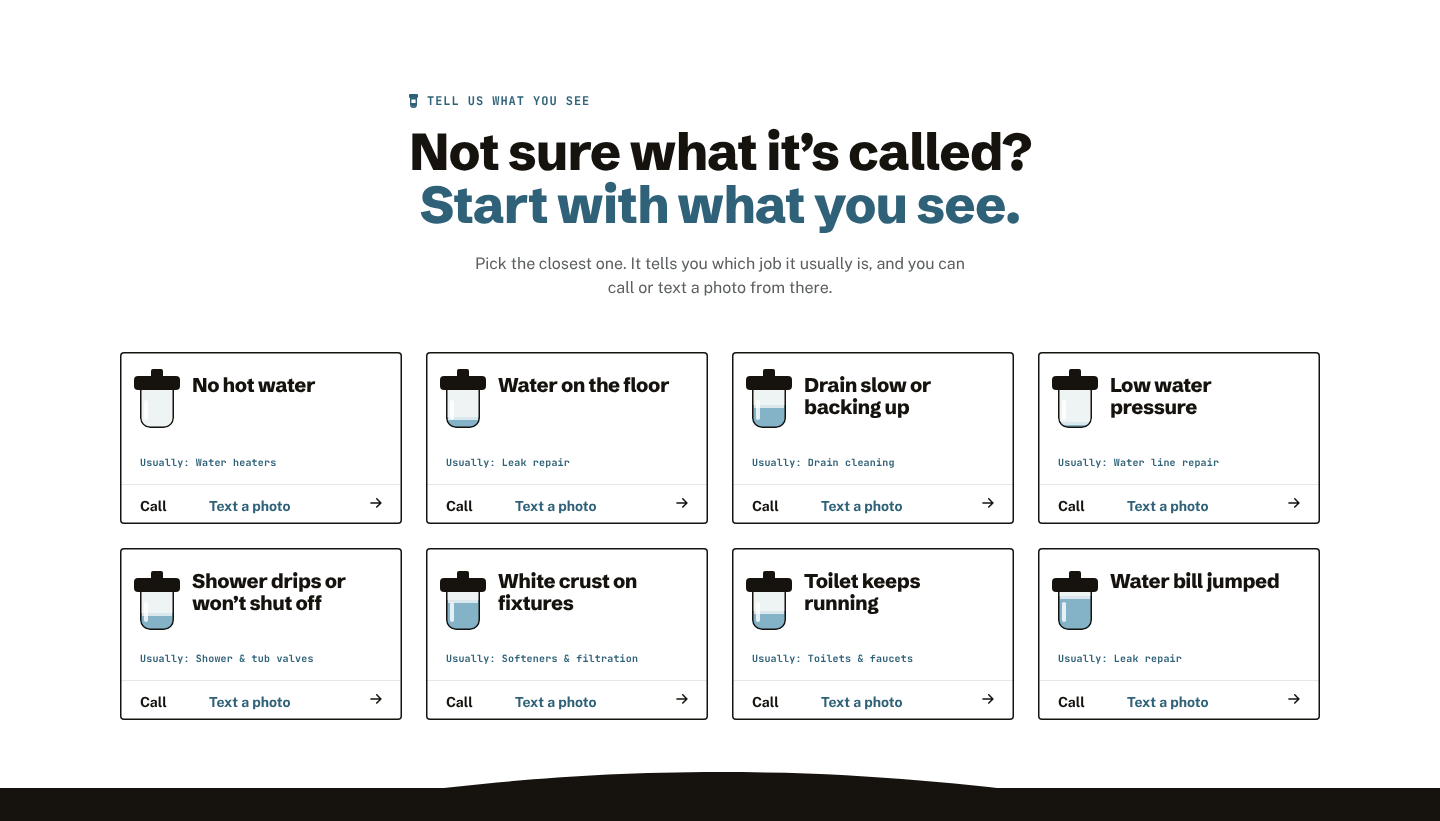 TELL US WHAT YOU SEE
Not sure what it’s called?
Start with what you see.
Pick the closest one. It tells you which job it usually is, and you can
call or text a photo from there.
No hot water
Usually: Water heaters
Call Text a photo →
Water on the floor
Usually: Leak repair
Call Text a photo →
Drain slow or
backing up
Usually: Drain cleaning
Call Text a photo →
Low water
pressure
Usually: Water line repair
Call Text a photo →
Shower drips or
won’t shut off
Usually: Shower & tub valves
Call Text a photo →
White crust on
fixtures
Usually: Softeners & filtration
Call Text a photo →
Toilet keeps
running
Usually: Toilets & faucets
Call Text a photo →
Water bill jumped
Usually: Leak repair
Call Text a photo →